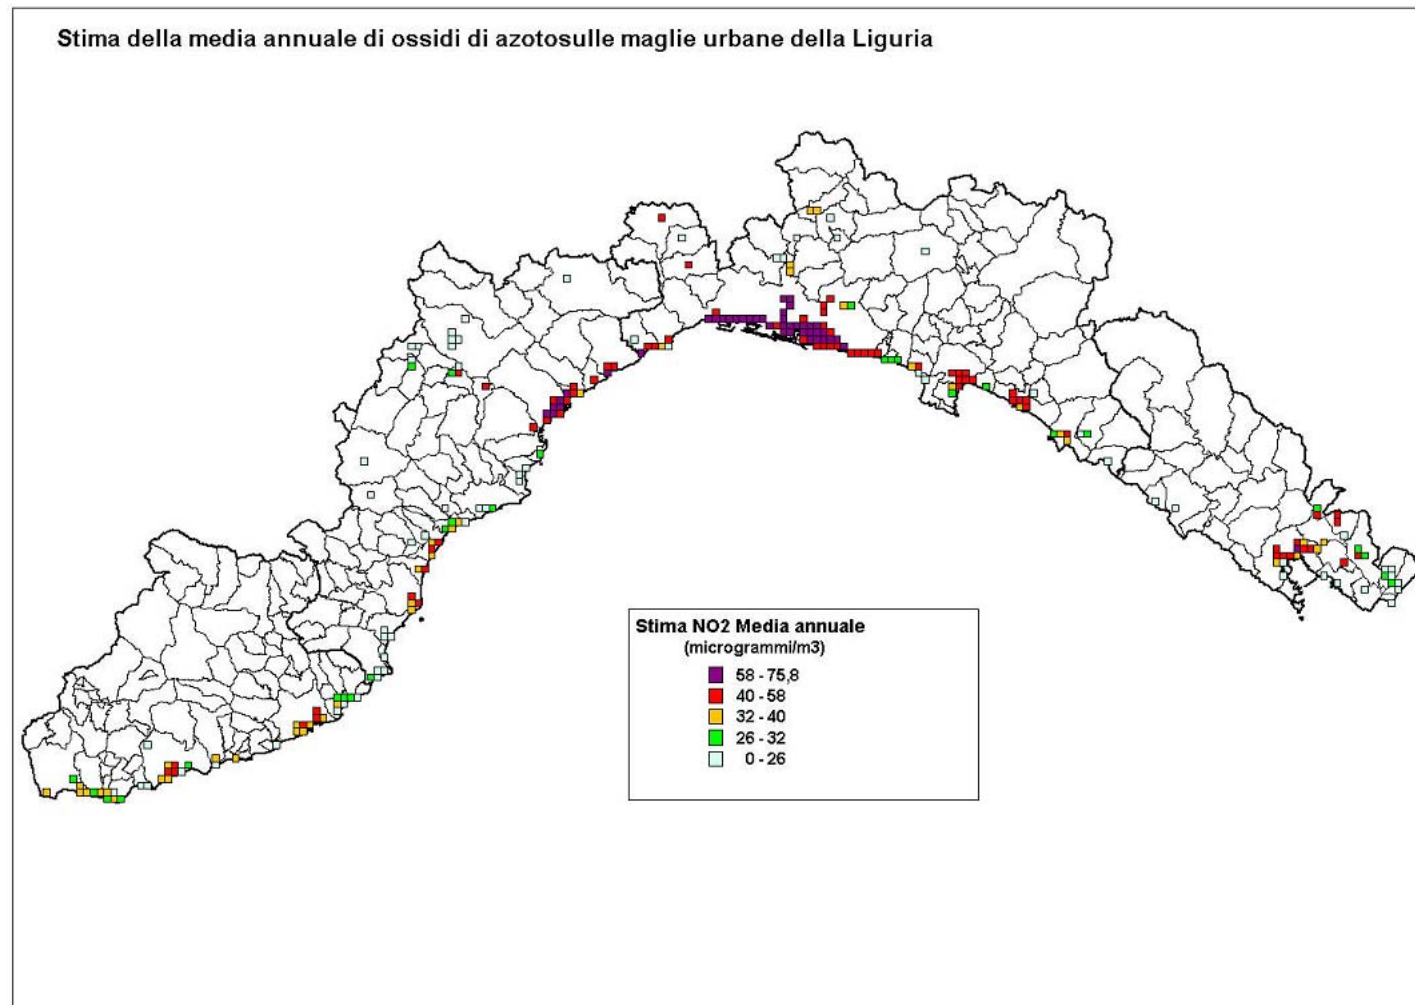 Stima della media annuale di ossidi di azotosulle maglie urbane della Liguria
Stima NO2 Media annuale
(microgrammi/m3)
58 - 75,8
40 - 58
32 - 40
26 - 32
0 - 26